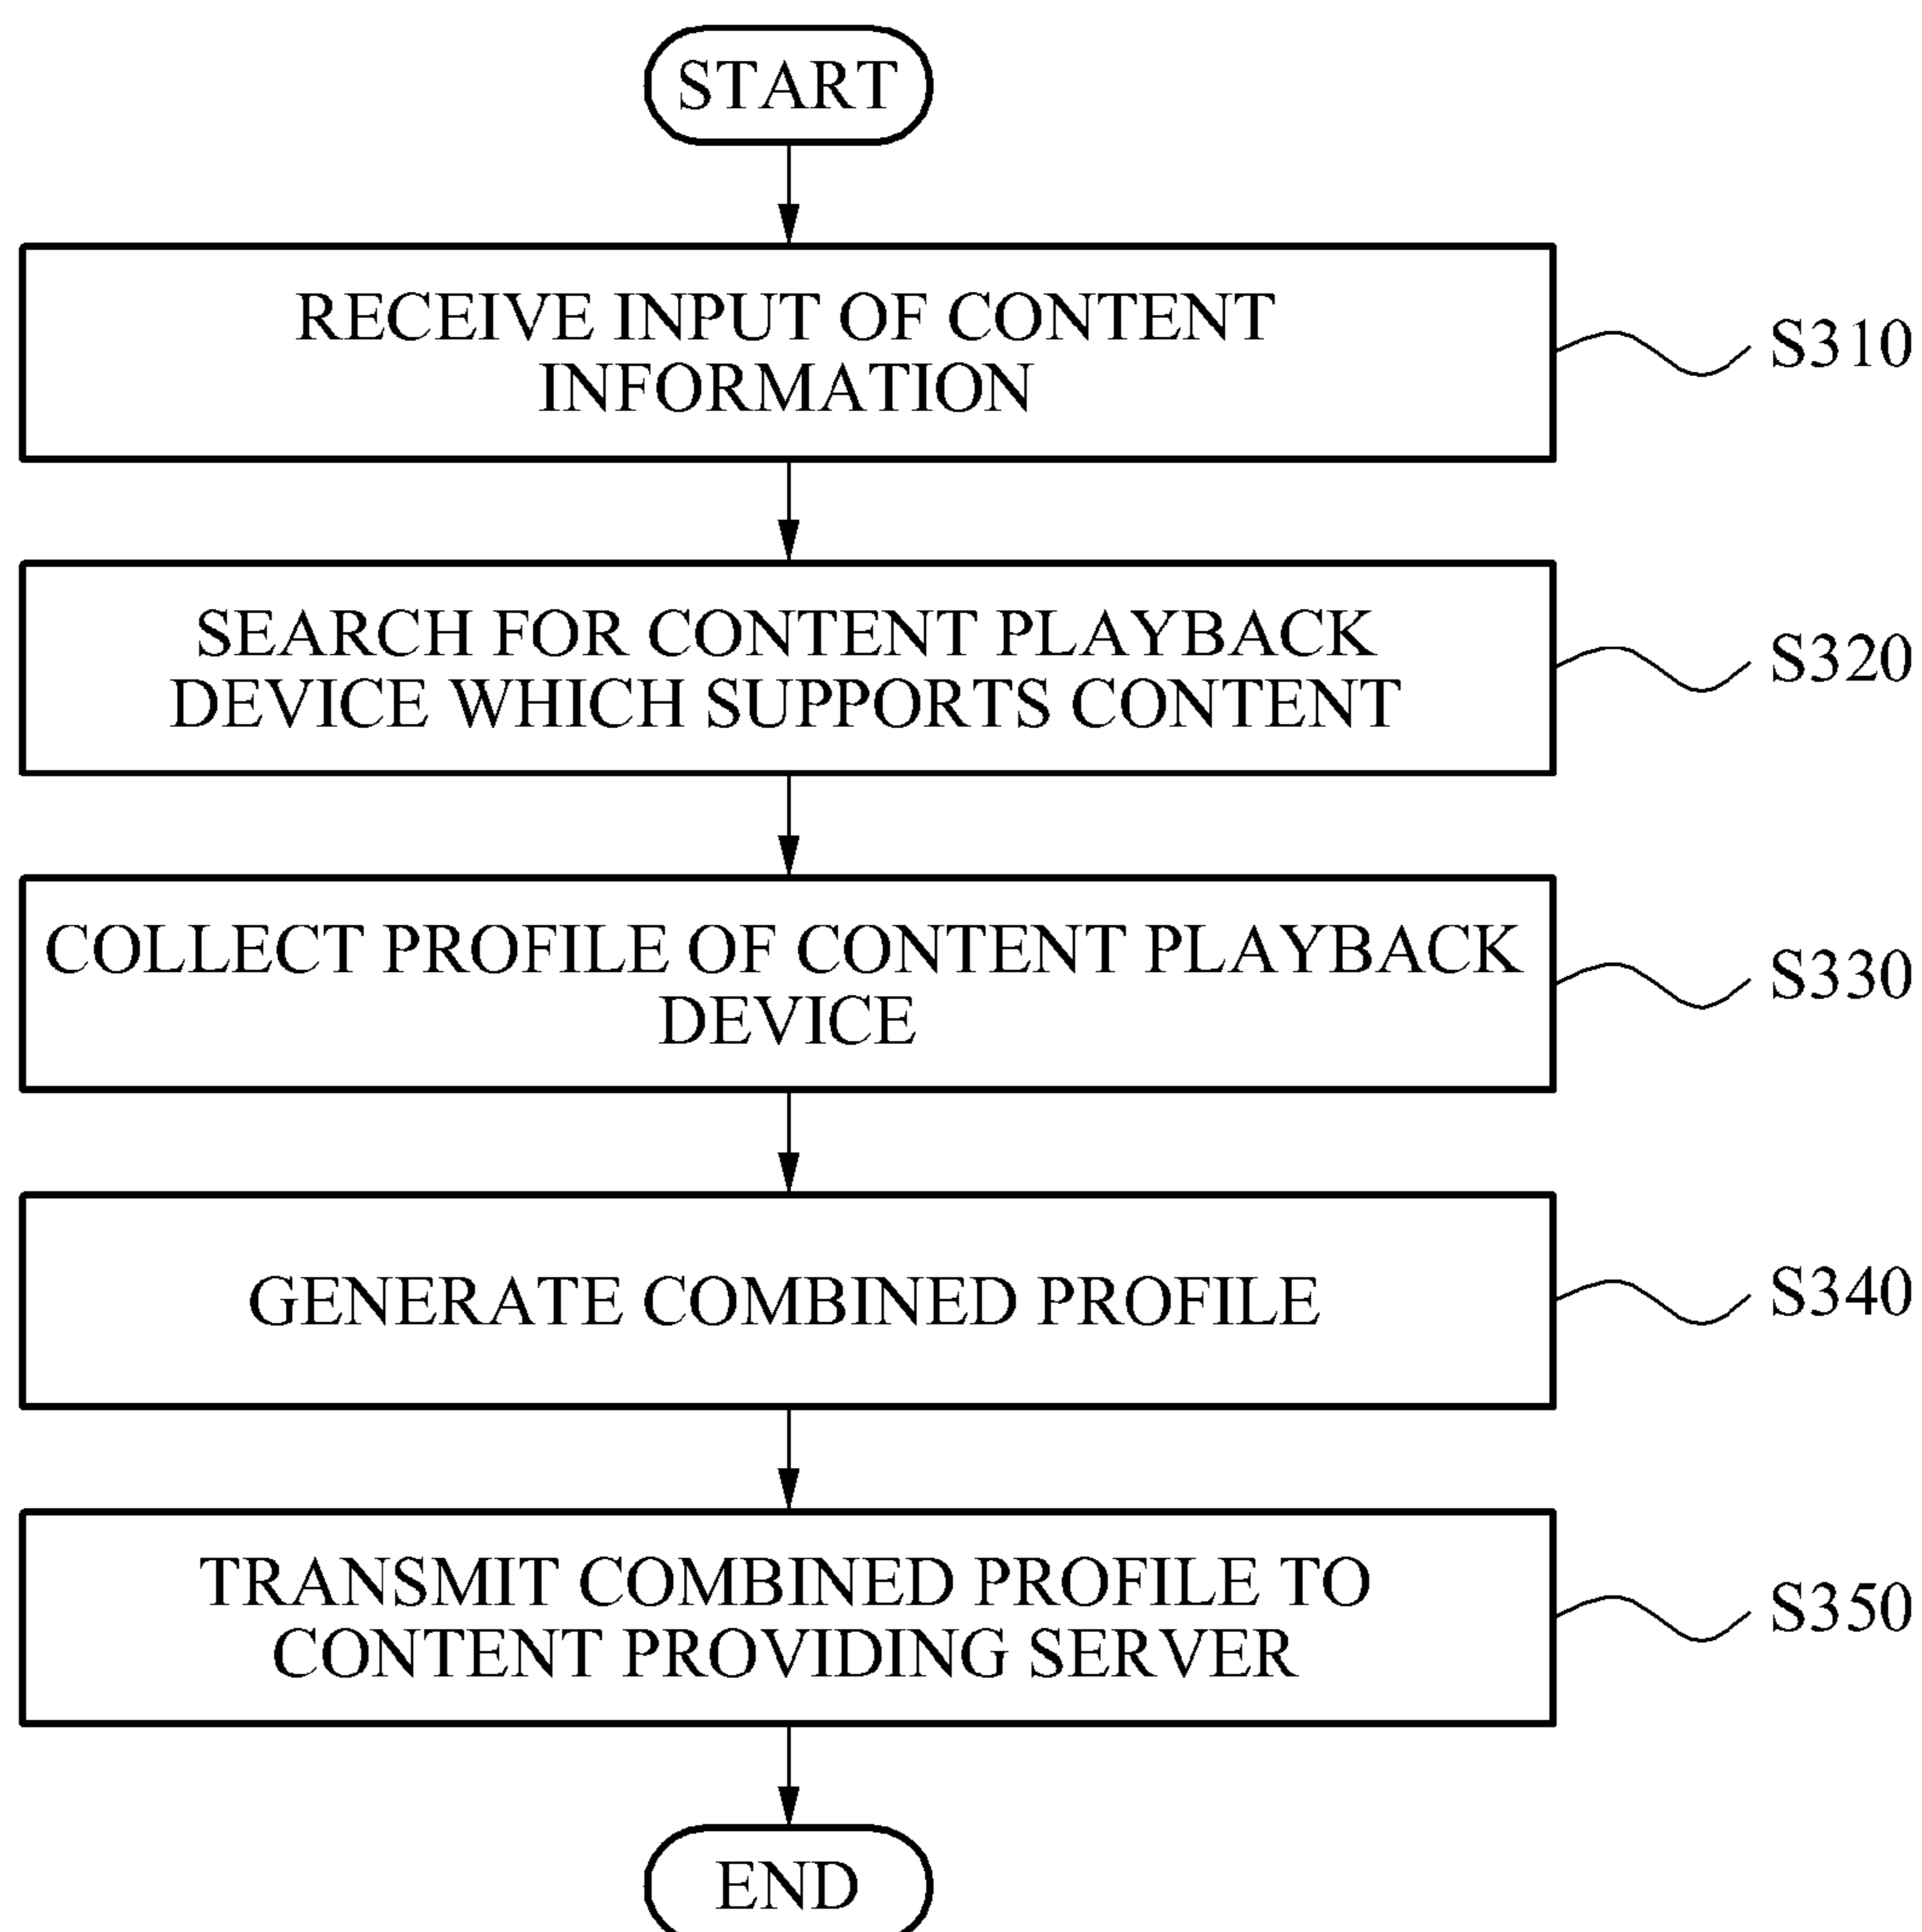 START
RECEIVE INPUT OF CONTENT
INFORMATION
S310
SEARCH FOR CONTENT PLAYBACK
DEVICE WHICH SUPPORTS CONTENT
S320
COLLECT PROFILE OF CONTENT PLAYBACK
DEVICE
S330
GENERATE COMBINED PROFILE
S340
TRANSMIT COMBINED PROFILE TO
CONTENT PROVIDING SERVER
S350
END